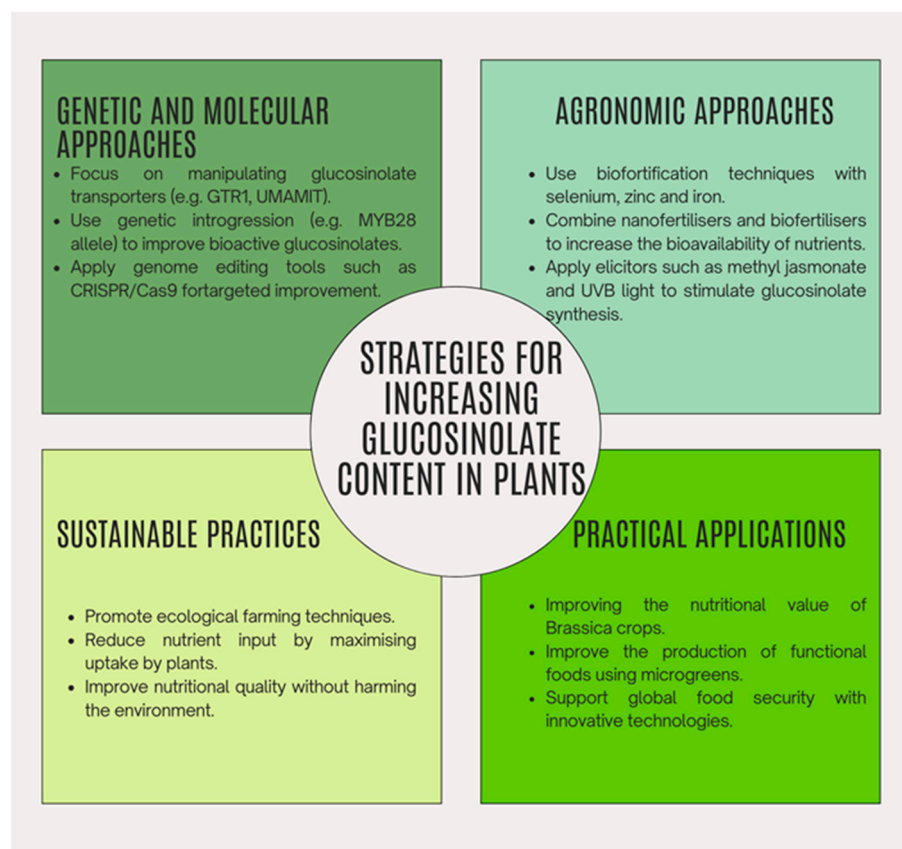 GENETIC AND MOLECULAR
APPROACHES
• Focus on manipulating glucosinolate
transporters (e.g. GTR1, UMAMIT).
• Use genetic introgression (e.g. MYB28
allele) to improve bioactive glucosinolates.
• Apply genome editing tools such as
CRISPR/Cas9 fortargeted improvement.
AGRONOMIC APPROACHES
• Use biofortification techniques with
selenium, zinc and iron.
• Combine nanofertilisers and biofertilisers
to increase the bioavailability of nutrients.
• Apply elicitors such as methyl jasmonate
and UVB light to stimulate glucosinolate
synthesis.
STRATEGIES FOR
INCREASING
GLUCOSINOLATE
CONTENT IN PLANTS
SUSTAINABLE PRACTICES
• Promote ecological farming techniques.
• Reduce nutrient input by maximising
uptake by plants.
• Improve nutritional quality without harming
the environment.
PRACTICAL APPLICATIONS
• Improving the nutritional value of
Brassica crops.
• Improve the production of functional
foods using microgreens.
• Support global food security with
innovative technologies.